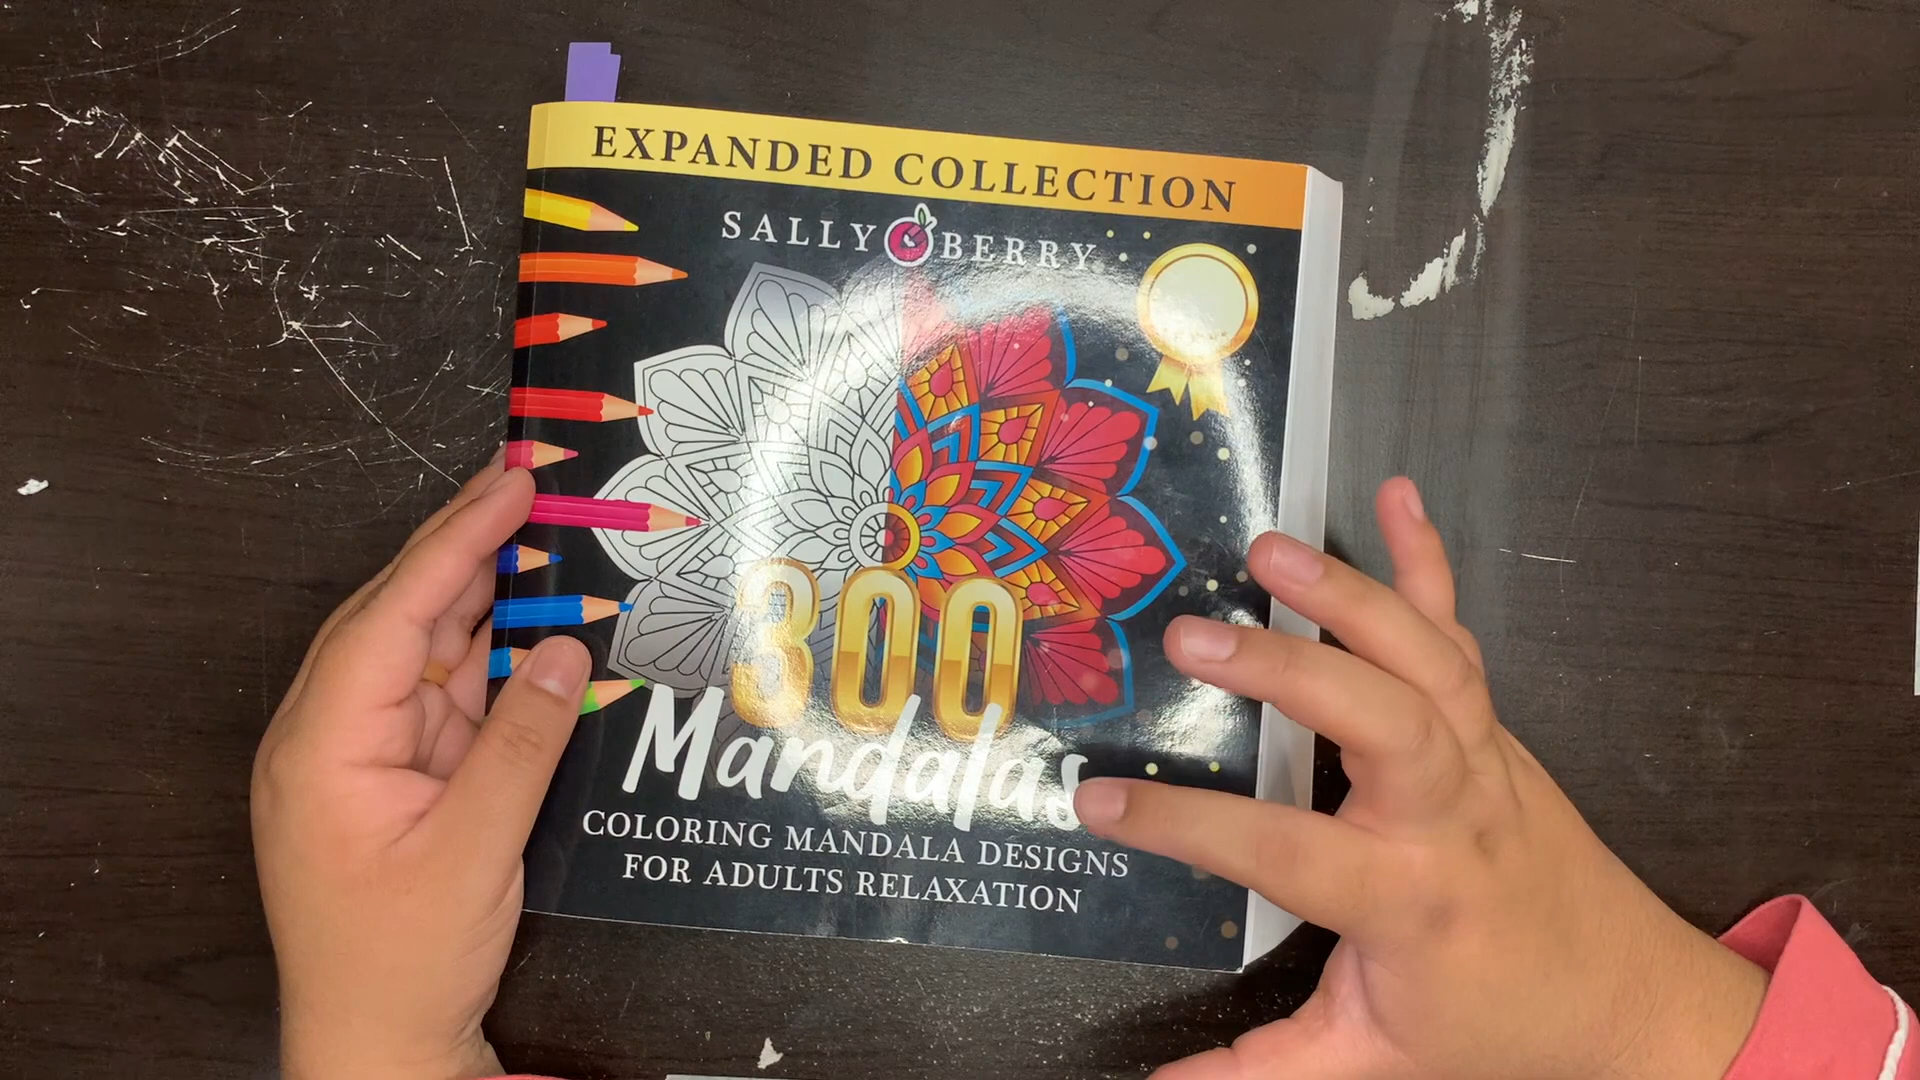 EXPANDED COLLECTION
SALLY BERRY
300
Mandalas
COLORING MANDALA DESIGNS
FOR ADULTS RELAXATION